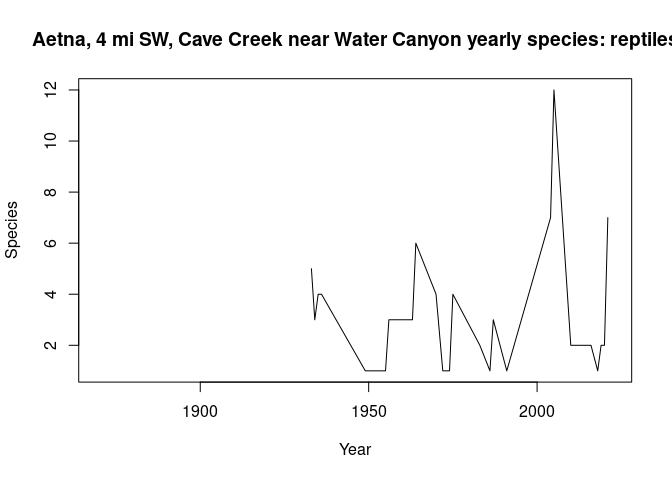 Aetna, 4 mi SW, Cave Creek near Water Canyon yearly species: reptiles
12
10
8
6
4
2
Species
1900 1950 2000
Year